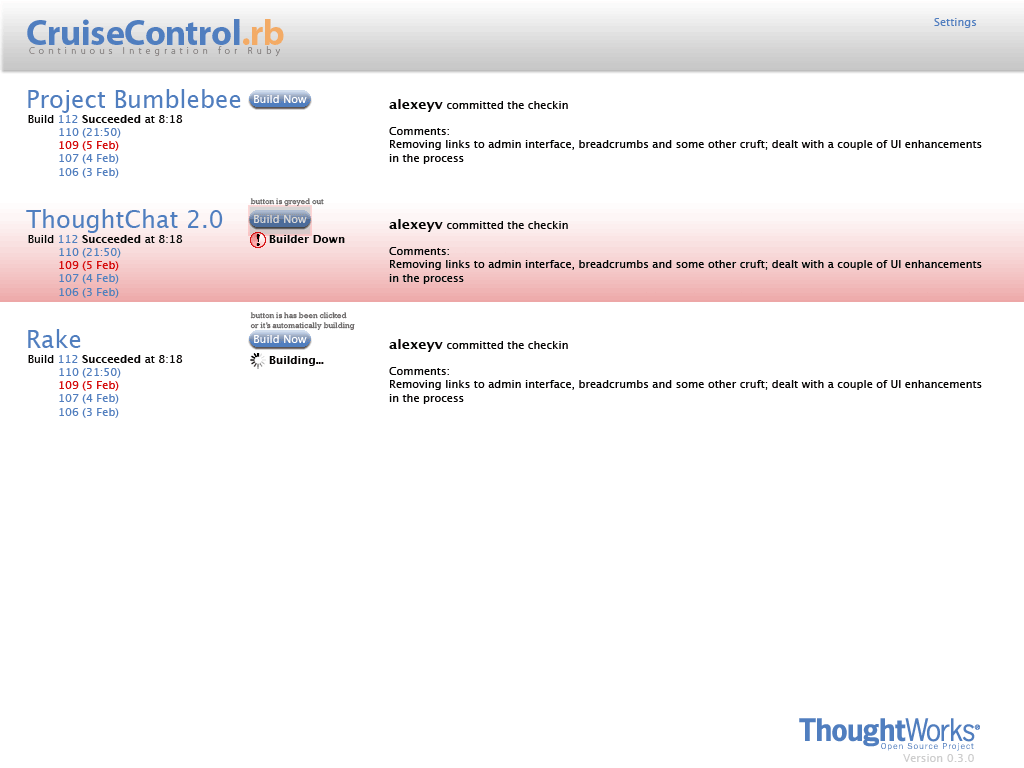 CruiseControl.rb
Continuous Integration for Ruby
Settings
Project Bumblebee
Build Now
Build 112 Succeeded at 8:18
110 (21:50)
109 (5 Feb)
107 (4 Feb)
106 (3 Feb)
alexeyv committed the checkin
Comments:
Removing links to admin interface, breadcrumbs and some other cruft; dealt with a couple of UI enhancements
in the process
button is greyed out
ThoughtChat 2.0
Build Now
Build 112 Succeeded at 8:18
Builder Down
110 (21:50)
109 (5 Feb)
107 (4 Feb)
106 (3 Feb)
alexeyv committed the checkin
Comments:
Removing links to admin interface, breadcrumbs and some other cruft; dealt with a couple of UI enhancements
in the process
button is has been clicked
or it's automatically building
Rake
Build Now
Build 112 Succeeded at 8:18
Building...
110 (21:50)
109 (5 Feb)
107 (4 Feb)
106 (3 Feb)
alexeyv committed the checkin
Comments:
Removing links to admin interface, breadcrumbs and some other cruft; dealt with a couple of UI enhancements
in the process
ThoughtWorks®
Open Source Project
Version 0.3.0